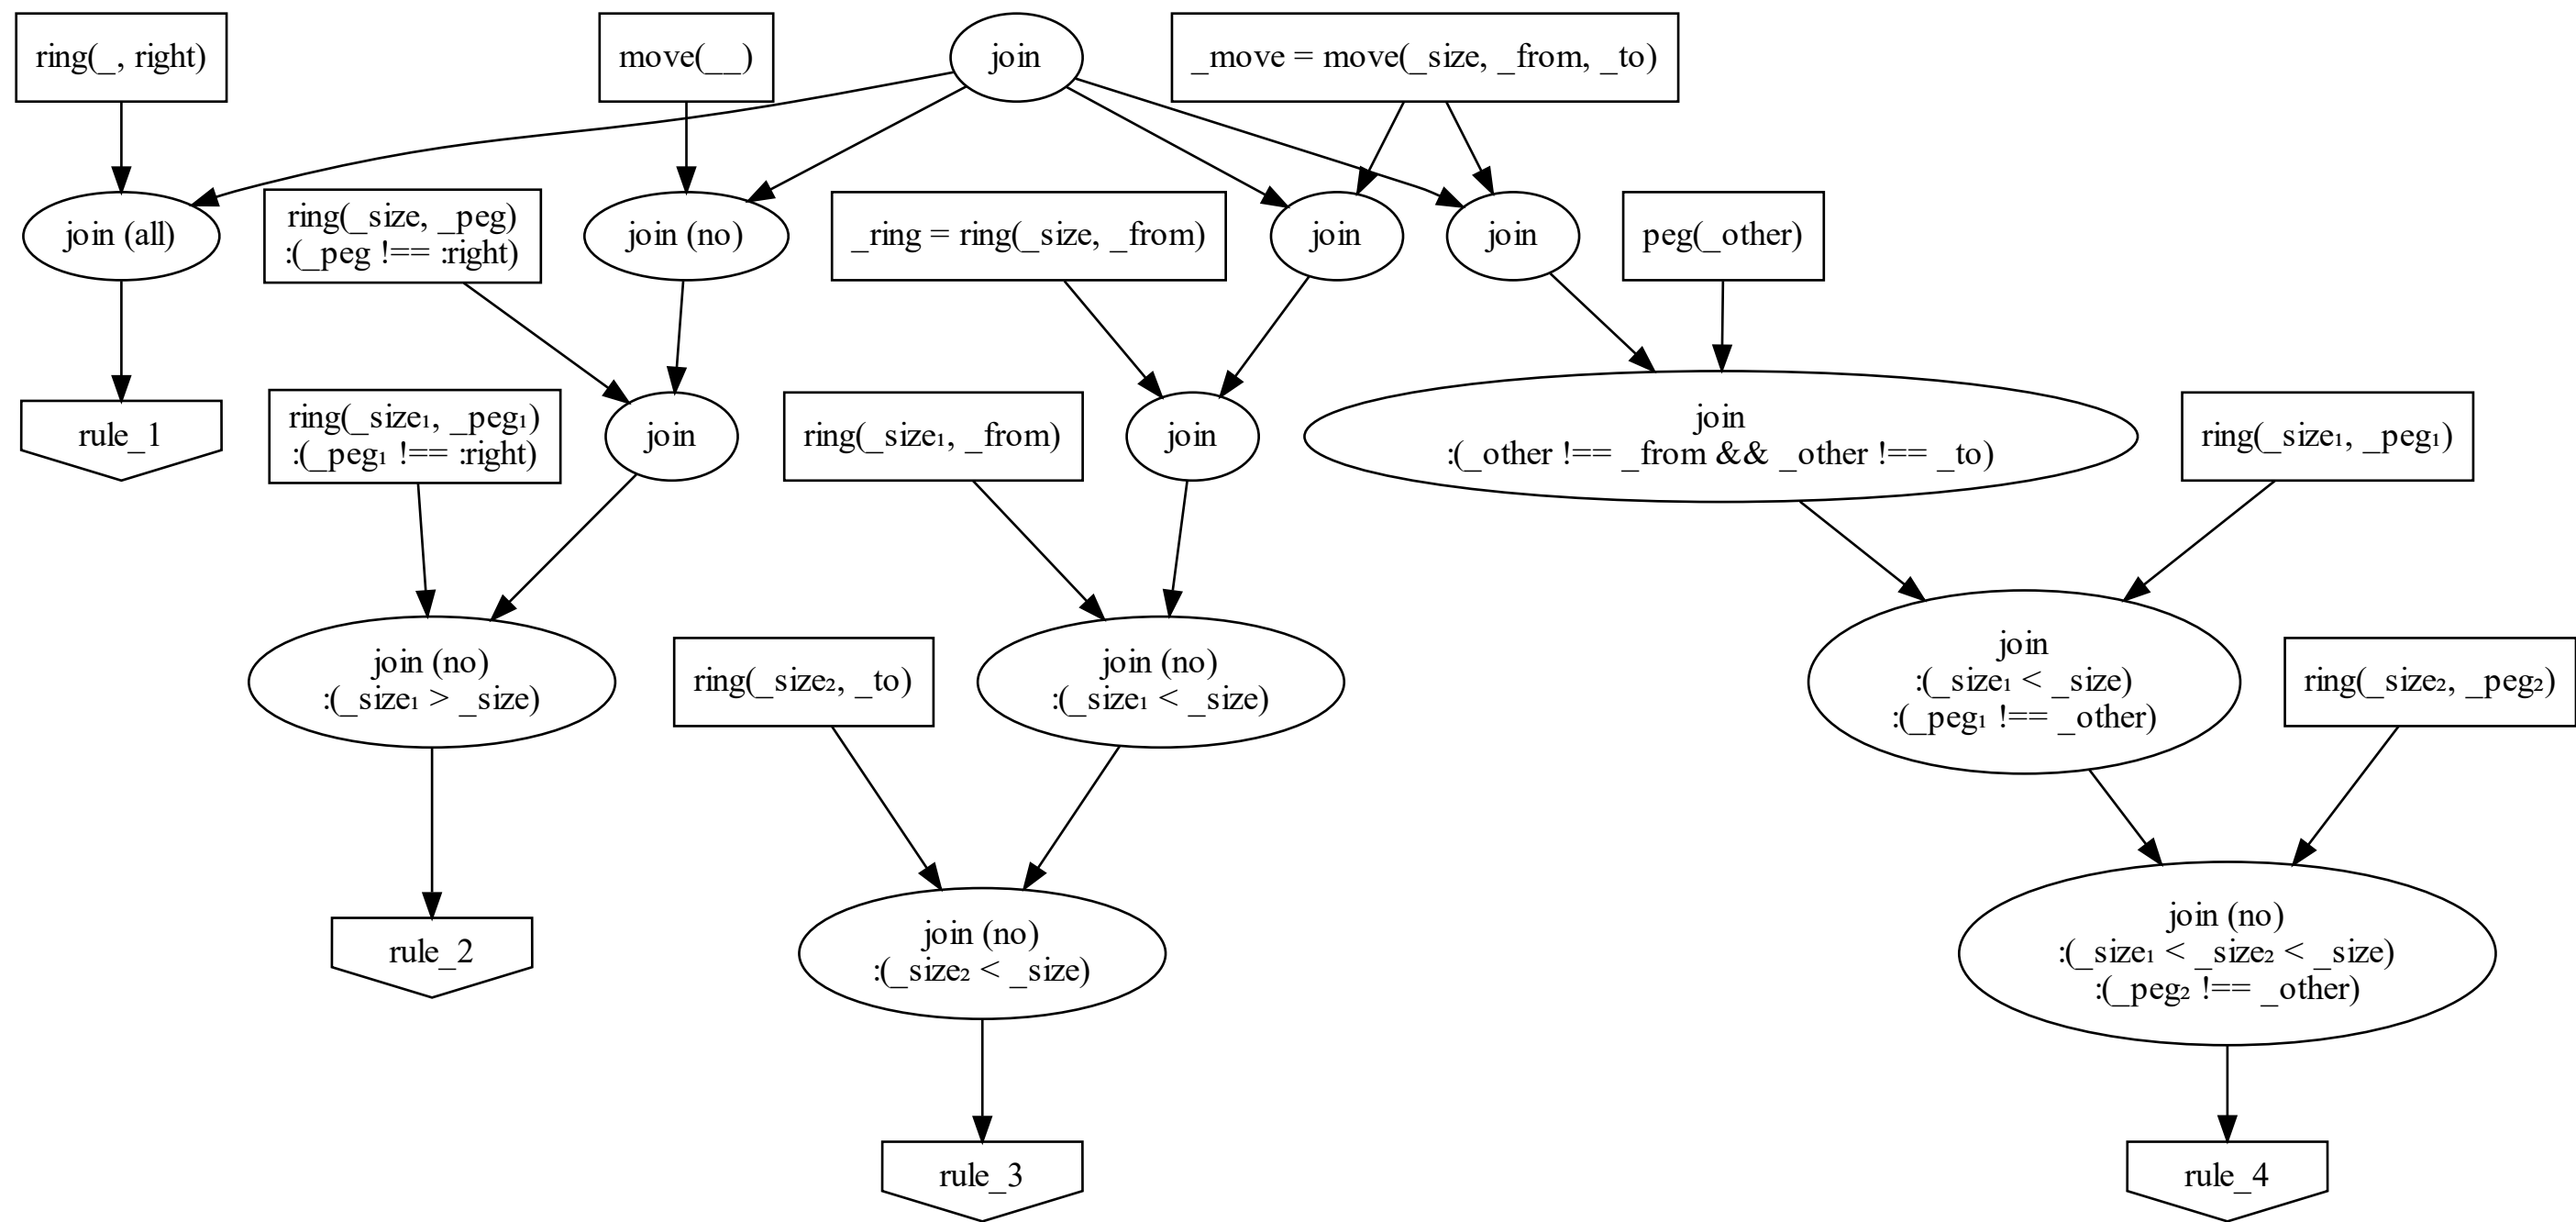 ring(_, right)
move(__)
join
_move = move(_size, _from, _to)
join (all)
ring(_size, _peg)
:(_peg !== :right)
join (no)
_ring = ring(_size, _from)
join
join
peg(_other)
rule_1
ring(_size₁, _peg₁)
:(_peg₁ !== :right)
join
ring(_size₁, _from)
join
join
:(_other !== _from && _other !== _to)
ring(_size₁, _peg₁)
join (no)
:(_size₁ > _size)
ring(_size₂, _to)
join (no)
:(_size₁ < _size)
join
:(_size₁ < _size)
:(_peg₁ !== _other)
ring(_size₂, _peg₂)
rule_2
join (no)
:(_size₂ < _size)
join (no)
:(_size₁ < _size₂ < _size)
:(_peg₂ !== _other)
rule_3
rule_4